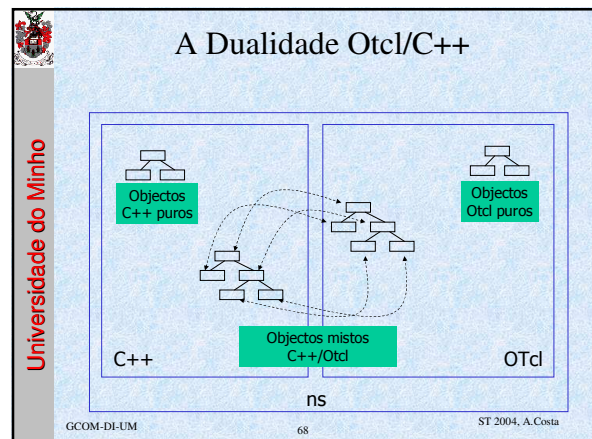 A Dualidade Otcl/C++
Universidade do Minho
Objectos
C++ puros
Objectos
Otcl puros
Objectos mistos
C++/Otcl
C++
OTcl
ns
GCOM-DI-UM
68
ST 2004, A.Costa